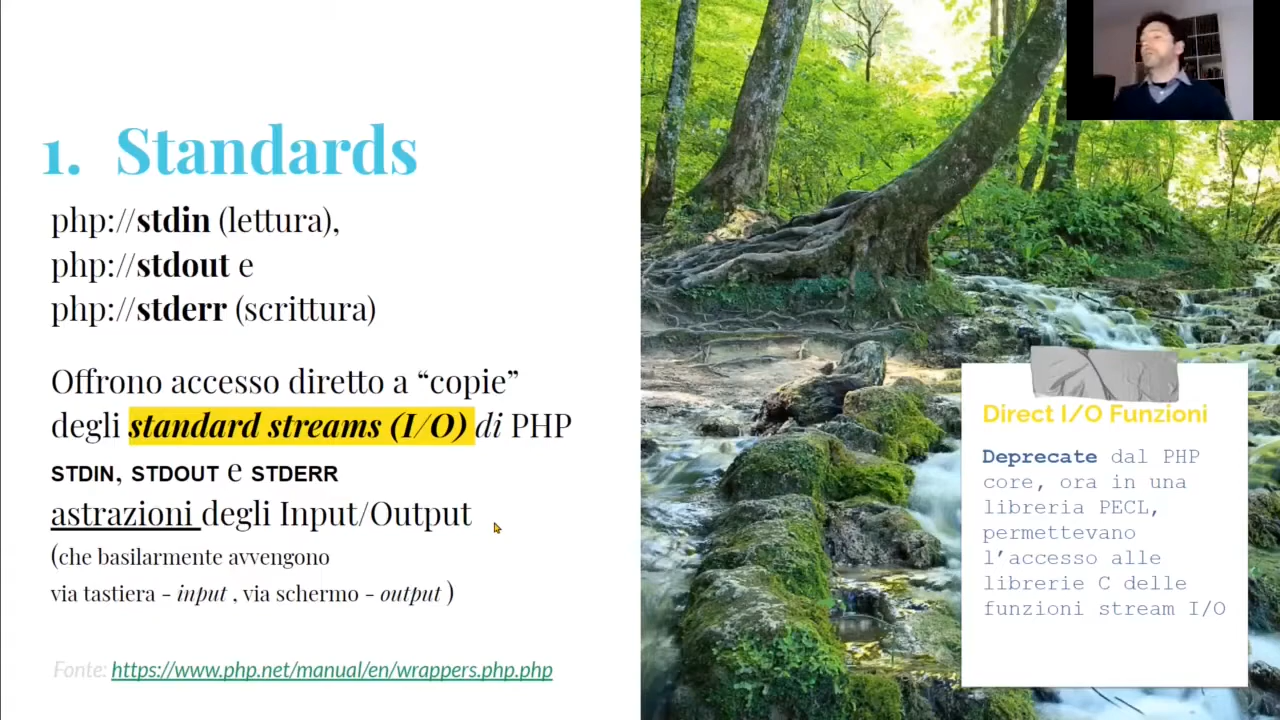 1. Standards
php://stdin (lettura),
php://stdout e
php://stderr (scrittura)
Offrono accesso diretto a “copie”
degli standard streams (I/O) di PHP
STDIN, STDOUT e STDERR
astrazioni degli Input/Output
(che basilarmente avvengono
via tastiera - input , via schermo - output )
Fonte: https://www.php.net/manual/en/wrappers.php.php
Direct I/O Funzioni
Deprecate dal PHP
core, ora in una
libreria PECL,
permettevano
l’accesso alle
librerie C delle
funzioni stream I/O